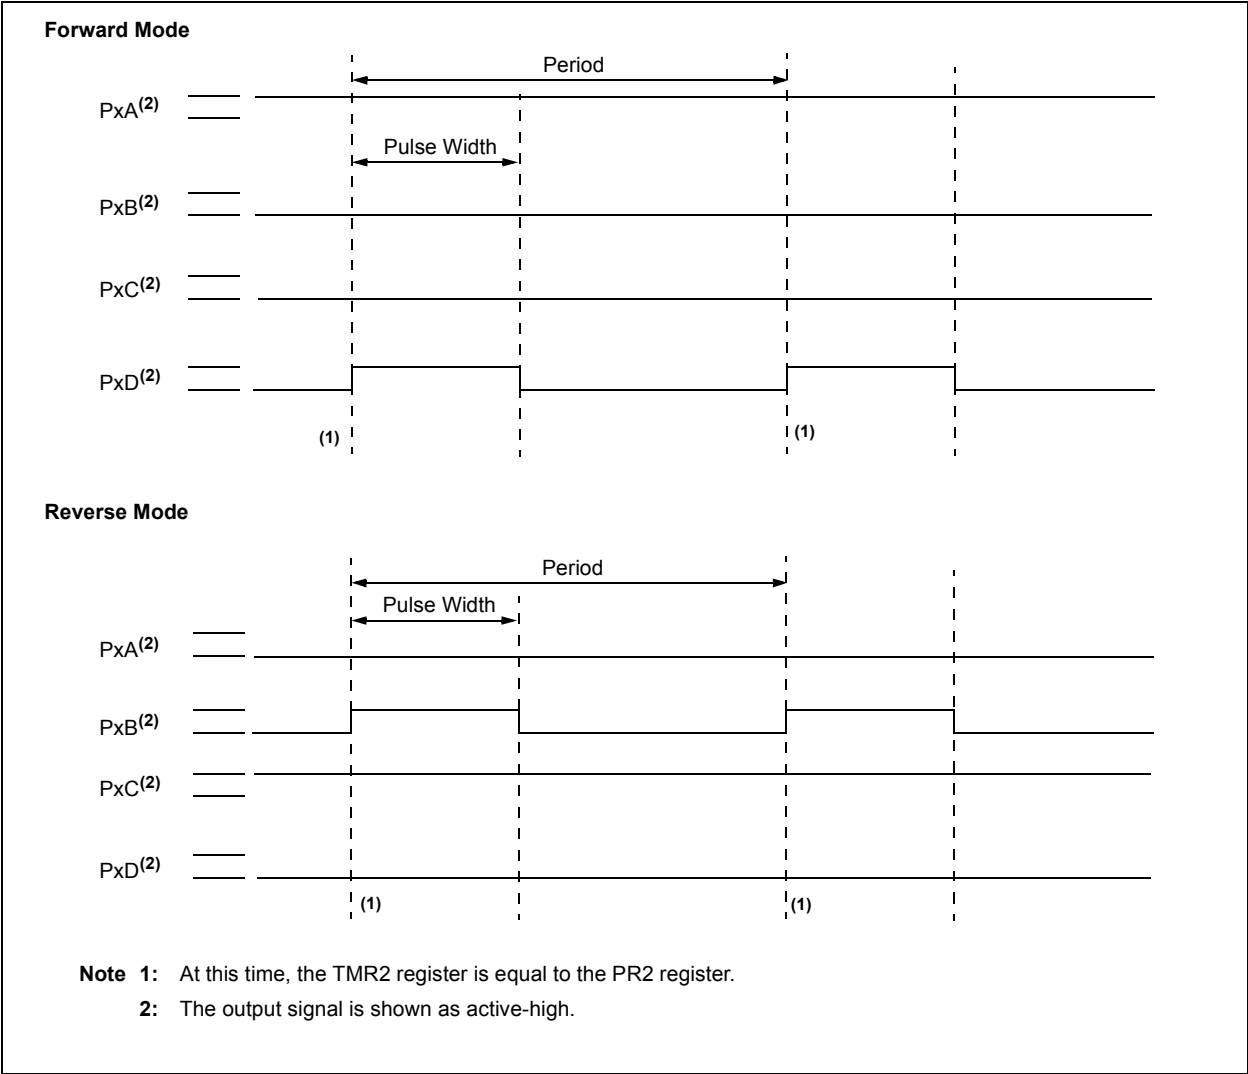 Forward Mode
Period
PxA(2)
Pulse Width
PxB(2)
PxC(2)
PxD(2)
(1) (1)
Reverse Mode
Period
Pulse Width
PxA(2)
PxB(2)
PxC(2)
PxD(2)
(1) (1)
Note 1: At this time, the TMR2 register is equal to the PR2 register.
2: The output signal is shown as active-high.